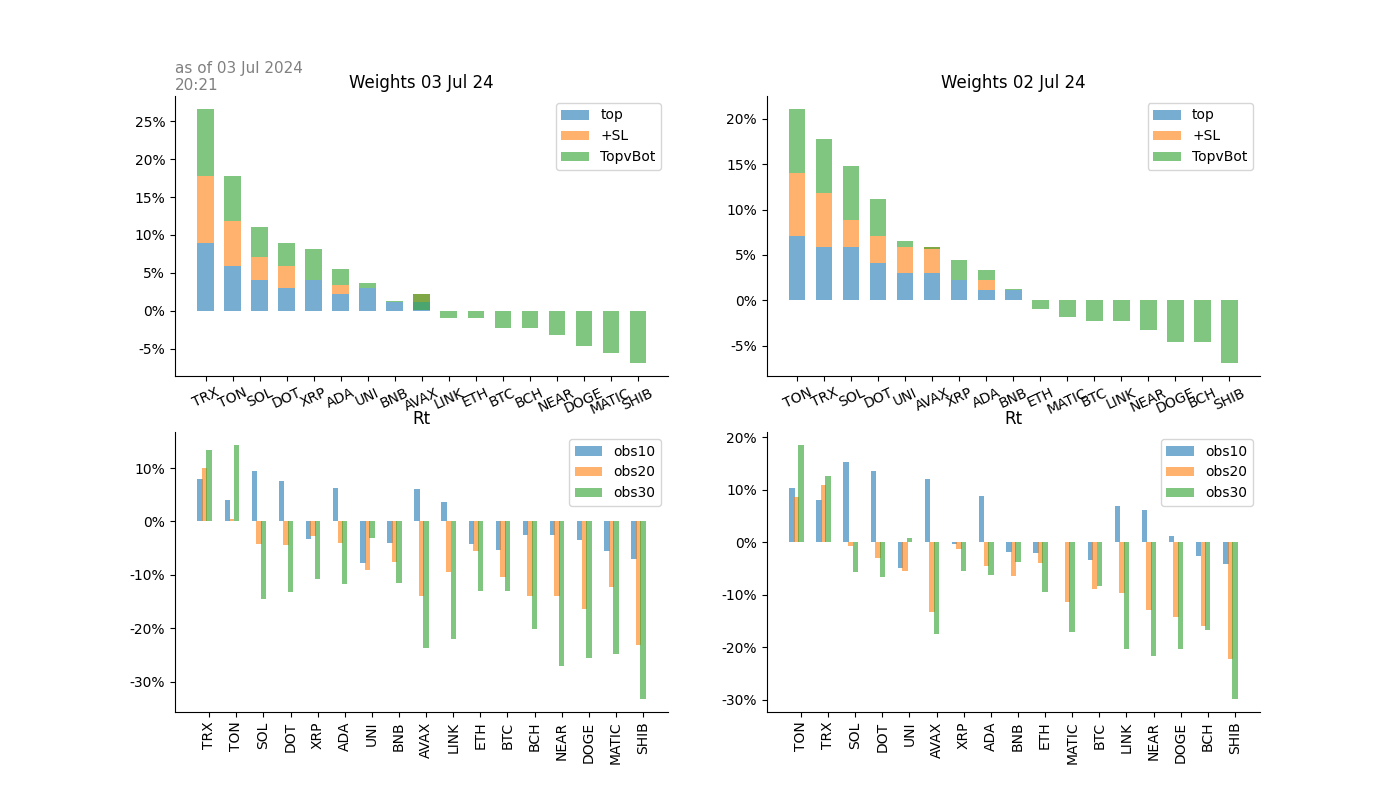 as of 03 Jul 2024
20:21
Weights 03 Jul 24
25%
20%
15%
10%
5%
0%
-5%
top
+SL
TopvBot
TRX TON SOL DOT XRP ADA UNI BNB AVAX LINK ETH BTC BCH NEAR DOGE MATIC SHIB
Weights 02 Jul 24
20%
15%
10%
5%
0%
-5%
top
+SL
TopvBot
TON TRX SOL DOT UNI AVAX XRP ADA BNB ETH MATIC BTC LINK NEAR DOGE BCH SHIB
Rt
10%
0%
-10%
-20%
-30%
obs10
obs20
obs30
TRX TON SOL DOT XRP ADA UNI BNB AVAX LINK ETH BTC BCH NEAR DOGE MATIC SHIB
Rt
20%
10%
0%
-10%
-20%
-30%
obs10
obs20
obs30
TON TRX SOL DOT UNI AVAX XRP ADA BNB ETH MATIC BTC LINK NEAR DOGE BCH SHIB